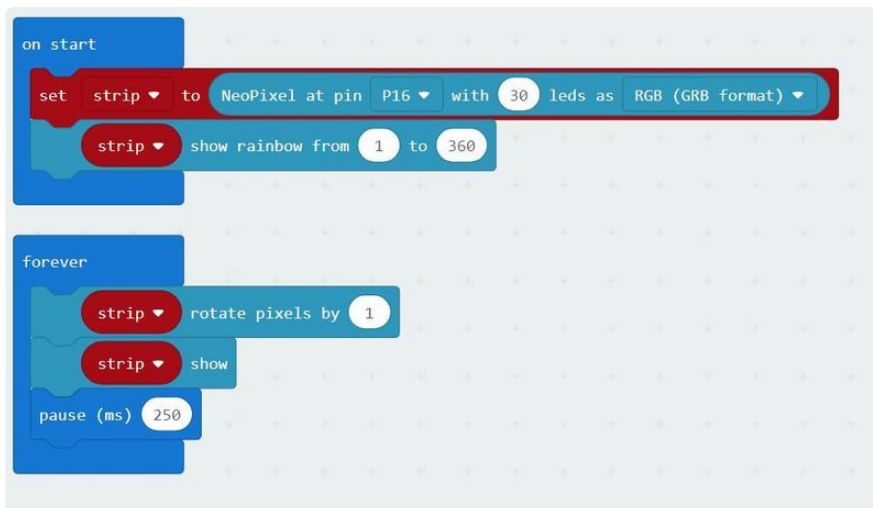 on start
set strip to NeoPixel at pin P16 with 30 leds as RGB (GRB format)
strip show rainbow from 1 to 360
forever
strip rotate pixels by 1
strip show
pause (ms) 250